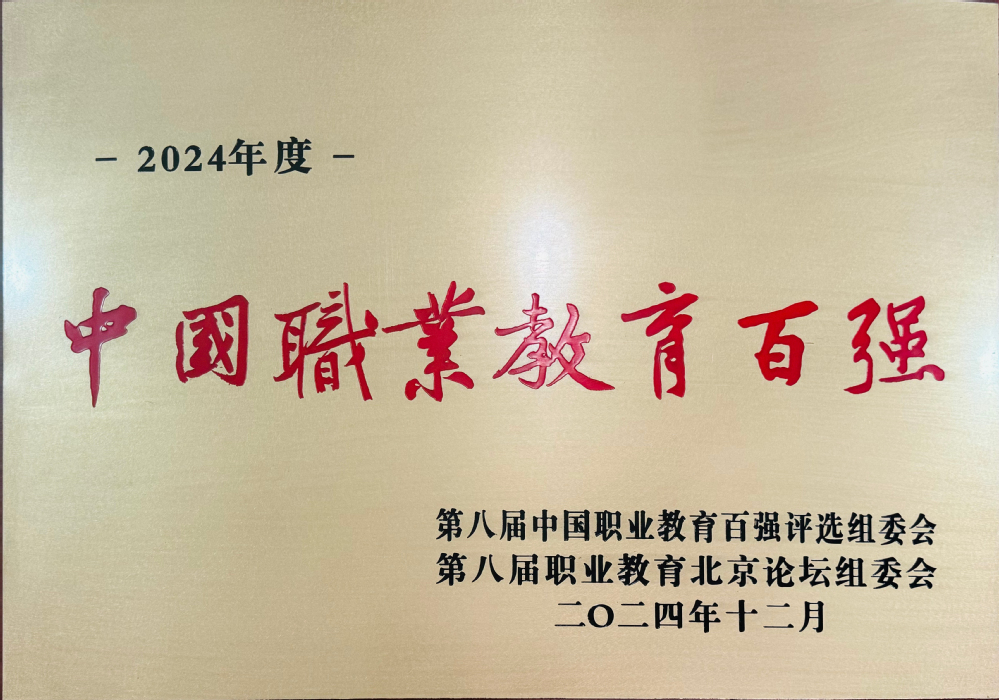 - 2024年度 -
中國職業教育百强
第八届中国职业教育百强评选组委会
第八届职业教育北京论坛组委会
二〇二四年十二月